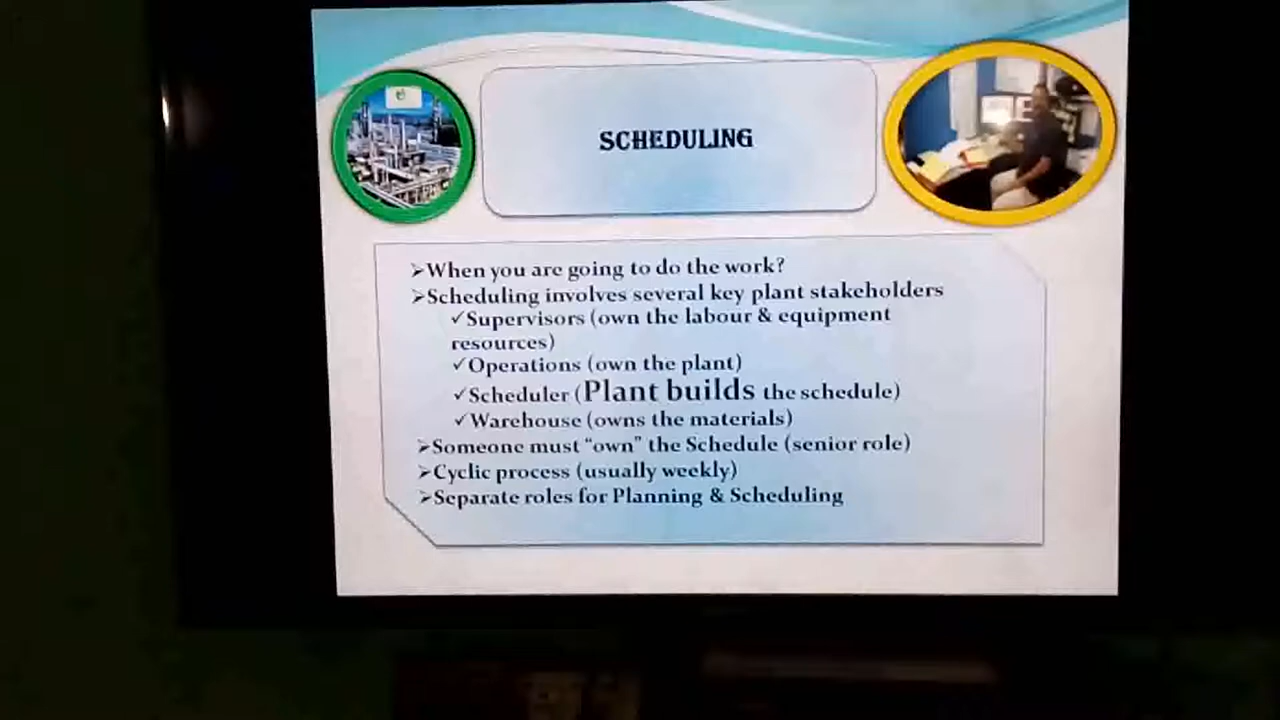 SCHEDULING
➢When you are going to do the work?
➢Scheduling involves several key plant stakeholders
✓Supervisors (own the labour & equipment
resources)
✓Operations (own the plant)
✓Scheduler (Plant builds the schedule)
✓Warehouse (owns the materials)
➢Someone must “own” the Schedule (senior role)
➢Cyclic process (usually weekly)
➢Separate roles for Planning & Scheduling